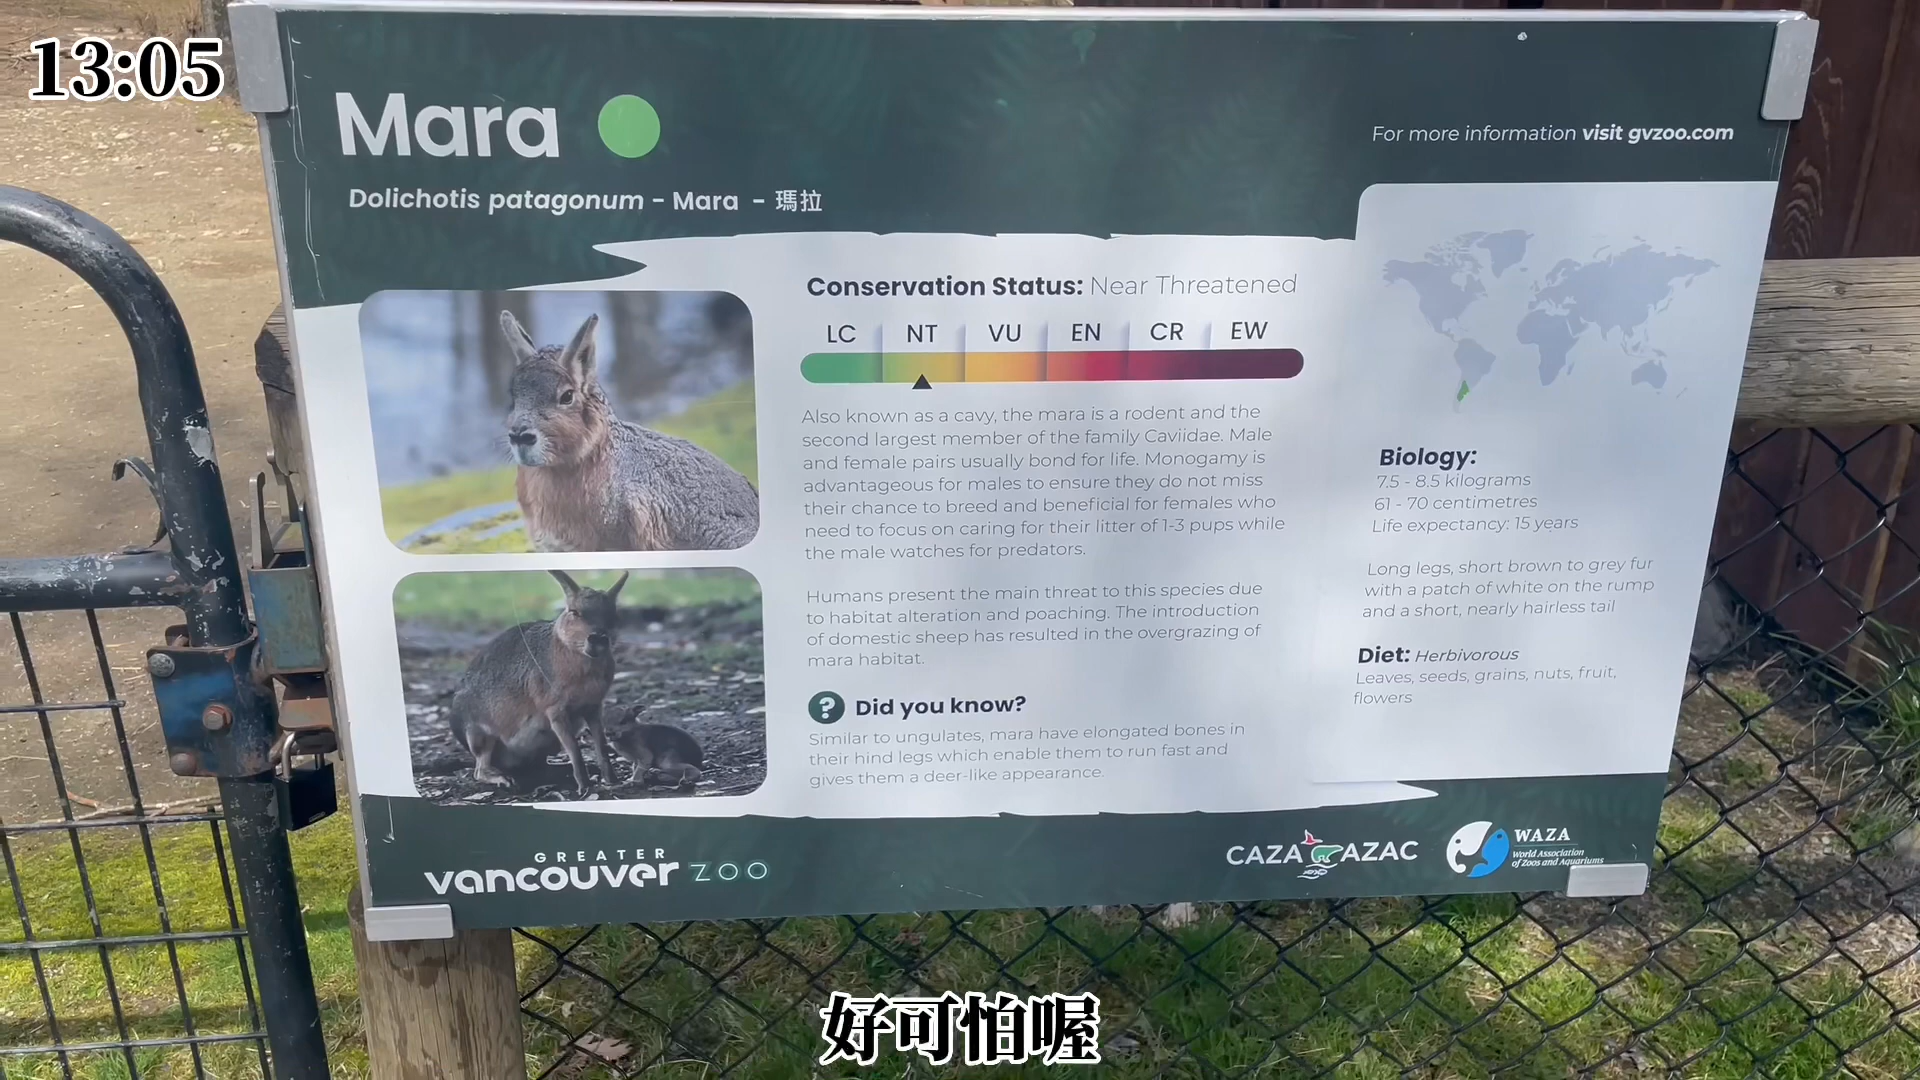 13:05
Mara
Dolichotis patagonum - Mara - 瑪拉
For more information visit gvzoo.com
Conservation Status: Near Threatened
LC NT VU EN CR EW
Also known as a cavy, the mara is a rodent and the
second largest member of the family Caviidae. Male
and female pairs usually bond for life. Monogamy is
advantageous for males to ensure they do not miss
their chance to breed and beneficial for females who
need to focus on caring for their litter of 1-3 pups while
the male watches for predators.
Humans present the main threat to this species due
to habitat alteration and poaching. The introduction
of domestic sheep has resulted in the overgrazing of
mara habitat.
? Did you know?
Similar to ungulates, mara have elongated bones in
their hind legs which enable them to run fast and
gives them a deer-like appearance.
Biology:
7.5 - 8.5 kilograms
61 - 70 centimetres
Life expectancy: 15 years
Long legs, short brown to grey fur
with a patch of white on the rump
and a short, nearly hairless tail
Diet: Herbivorous
Leaves, seeds, grains, nuts, fruit,
flowers
GREATER
vancouver ZOO
CAZA AZAC
WAZA
World Association
of Zoos and Aquariums
好可怕喔